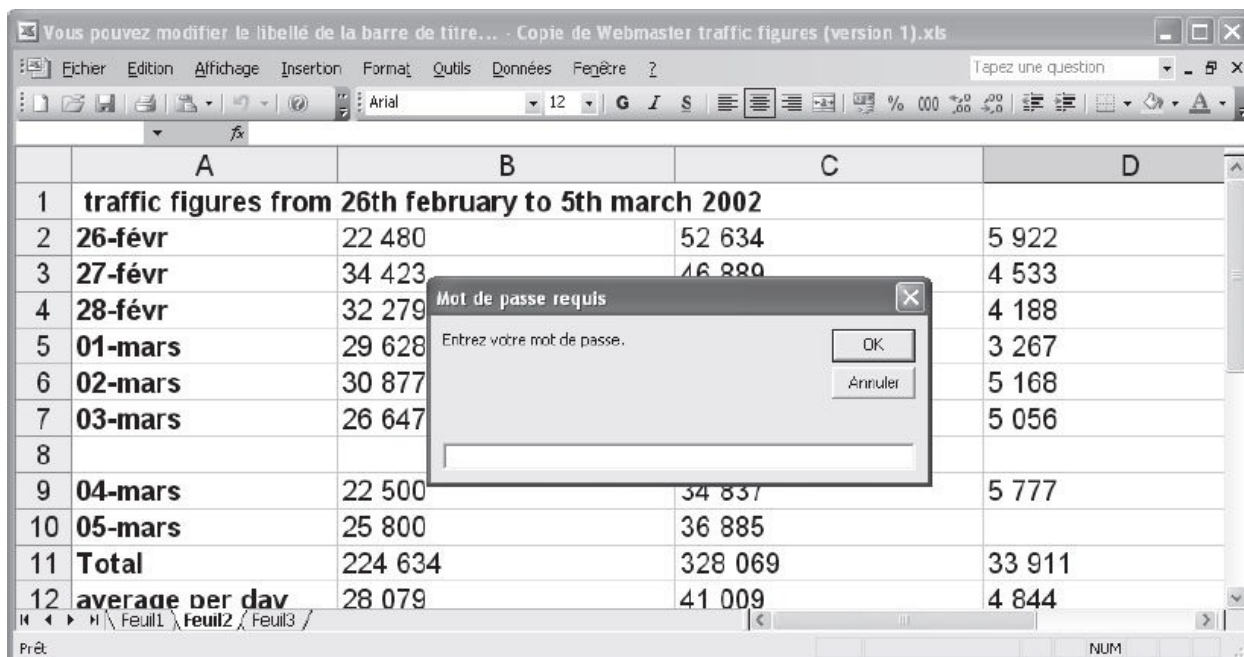 Vous pouvez modifier le libellé de la barre de titre... - Copie de Webmaster traffic figures (version 1).xls
Fichier Edition Affichage Insertion Format Outils Données Fenêtre ? Tapez une question
Arial 12 G I S % 000
fx
A B C D
1 traffic figures from 26th february to 5th march 2002
2 26-févr 22 480 52 634 5 922
3 27-févr 34 423 46 889 4 533
4 28-févr 32 279 4 188
5 01-mars 29 628 3 267
6 02-mars 30 877 5 168
7 03-mars 26 647 5 056
8
9 04-mars 22 500 34 837 5 777
10 05-mars 25 800 36 885
11 Total 224 634 328 069 33 911
12 average per day 28 079 41 009 4 844
Mot de passe requis
Entrez votre mot de passe.
OK
Annuler
Feuil1 Feuil2 Feuil3
Prêt NUM